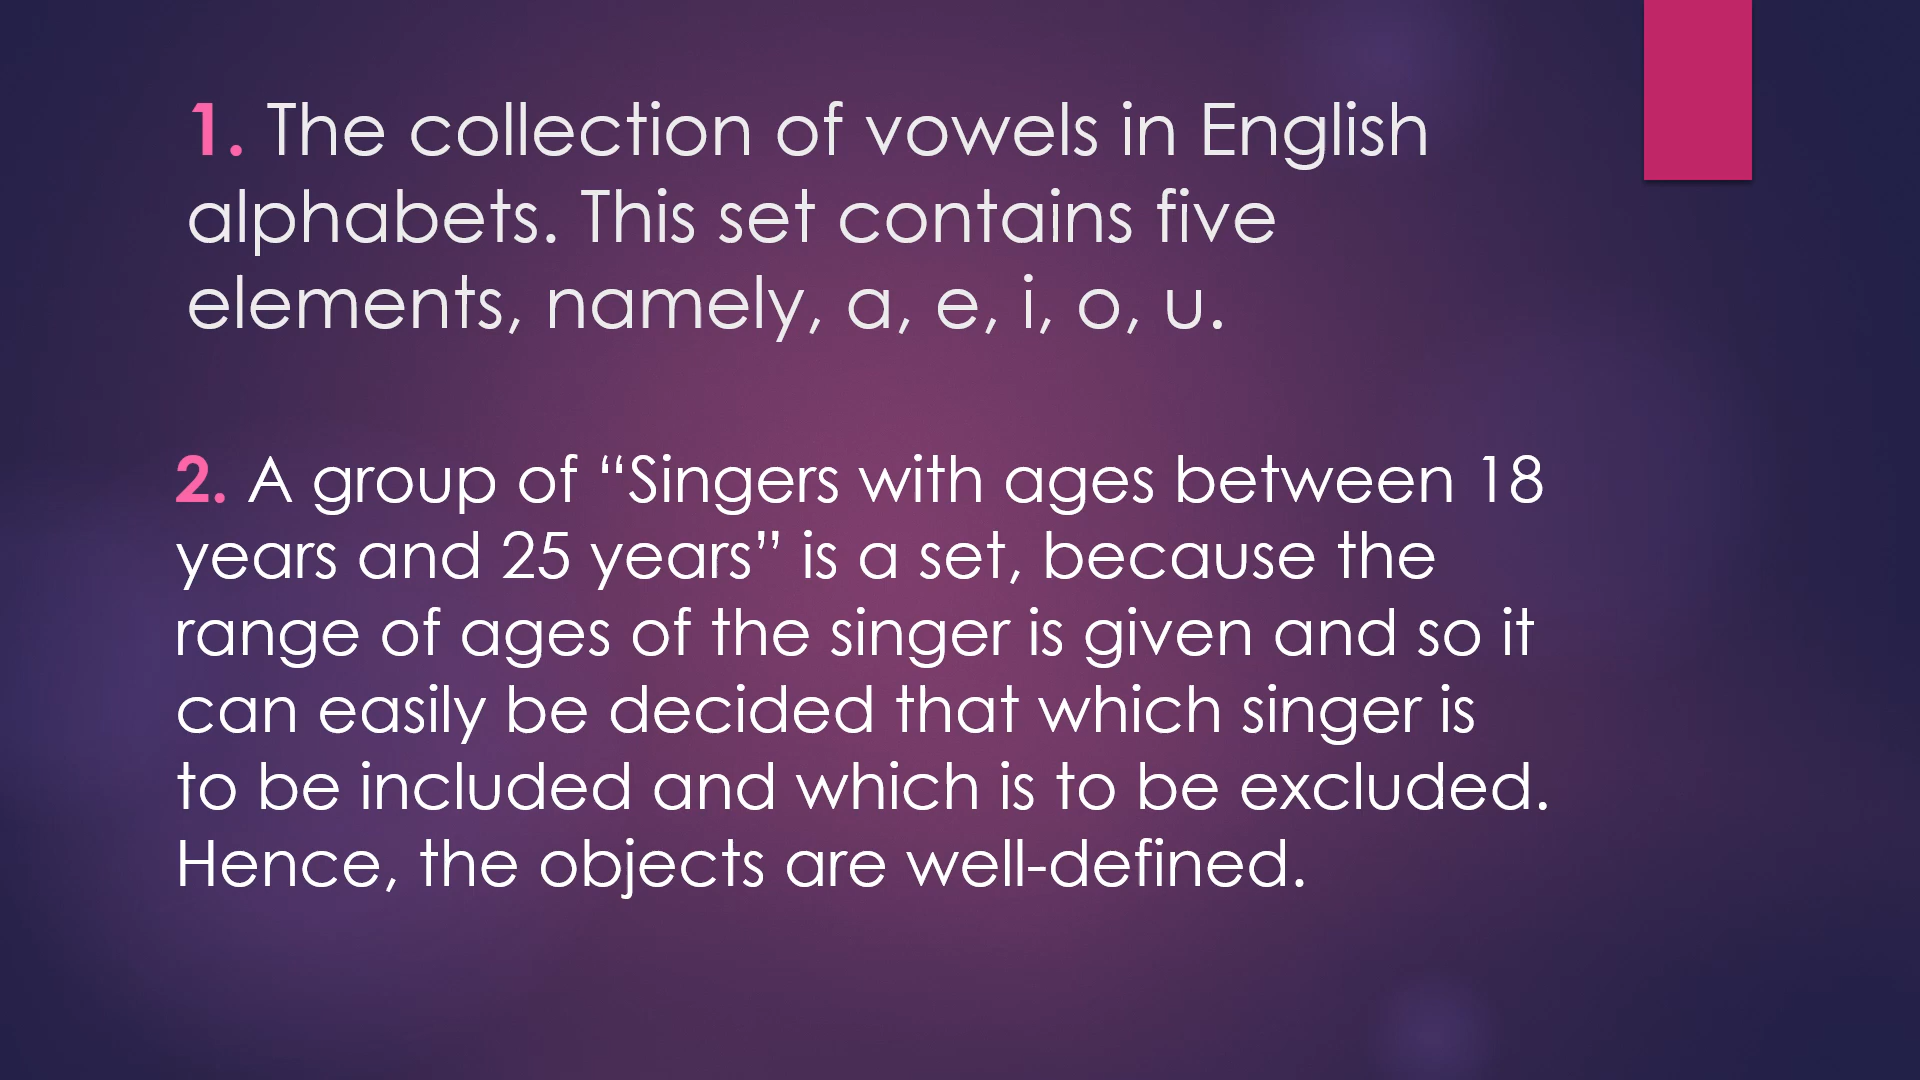 1. The collection of vowels in English
alphabets. This set contains five
elements, namely, a, e, i, o, u.
2. A group of “Singers with ages between 18
years and 25 years” is a set, because the
range of ages of the singer is given and so it
can easily be decided that which singer is
to be included and which is to be excluded.
Hence, the objects are well-defined.